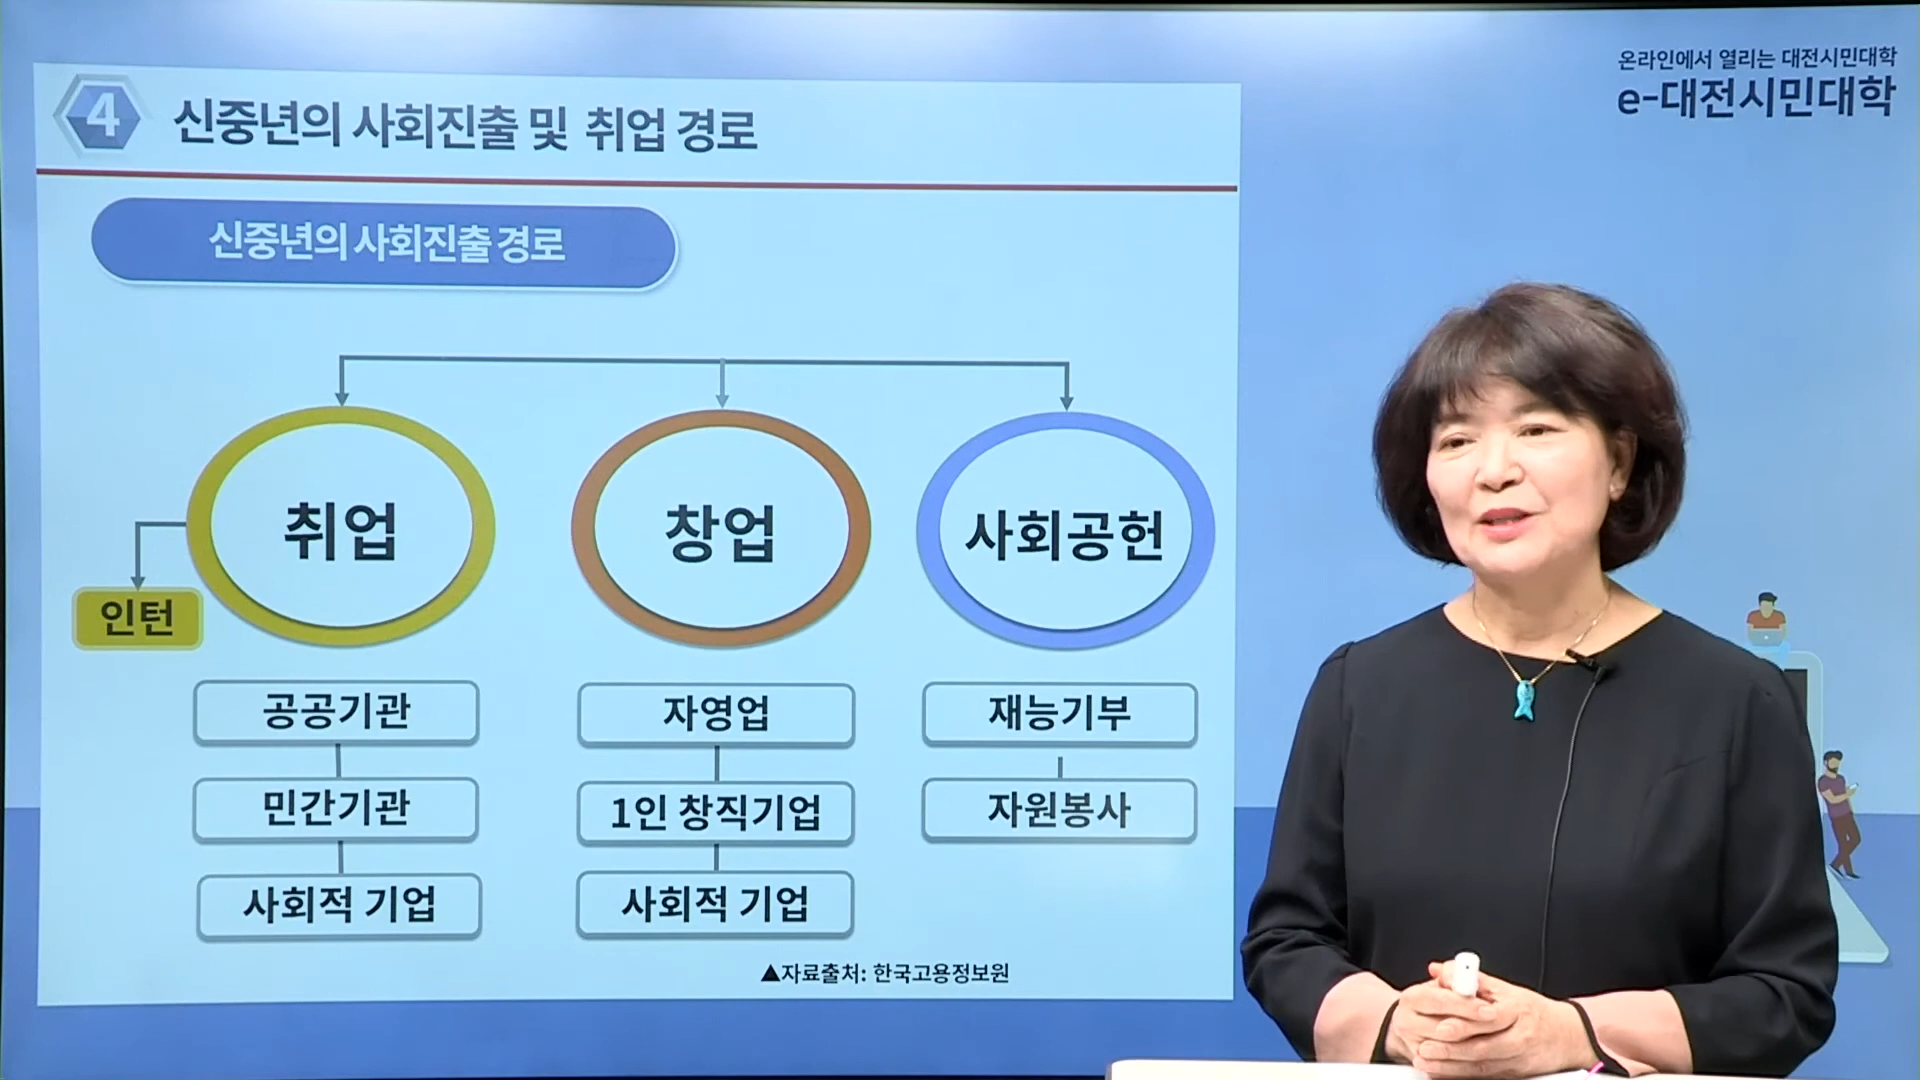 온라인에서 열리는 대전시민대학
e-대전시민대학
4
신중년의 사회진출 및 취업 경로
신중년의 사회진출 경로
취업
창업
사회공헌
인턴
공공기관
자영업
재능기부
민간기관
1인 창직기업
자원봉사
사회적 기업
사회적 기업
▲자료출처: 한국고용정보원